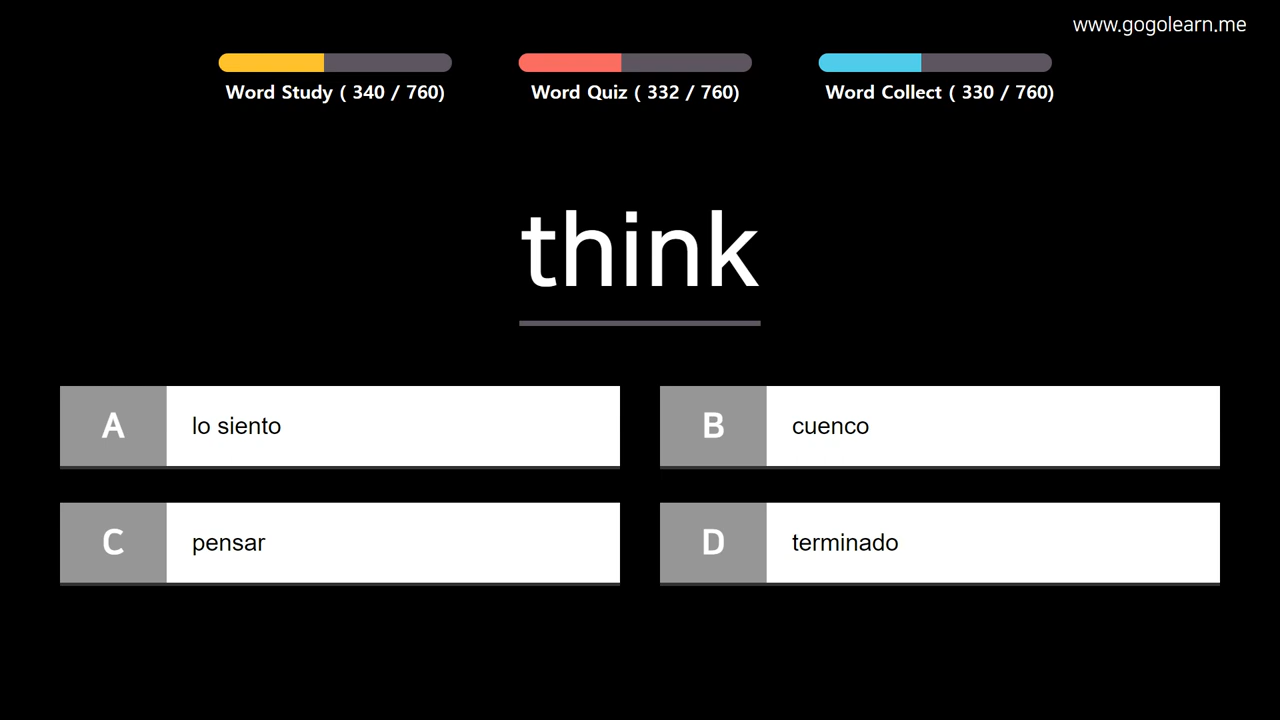 www.gogolearn.me
Word Study ( 340 / 760)
Word Quiz ( 332 / 760)
Word Collect ( 330 / 760)
think
A lo siento
B cuenco
C pensar
D terminado